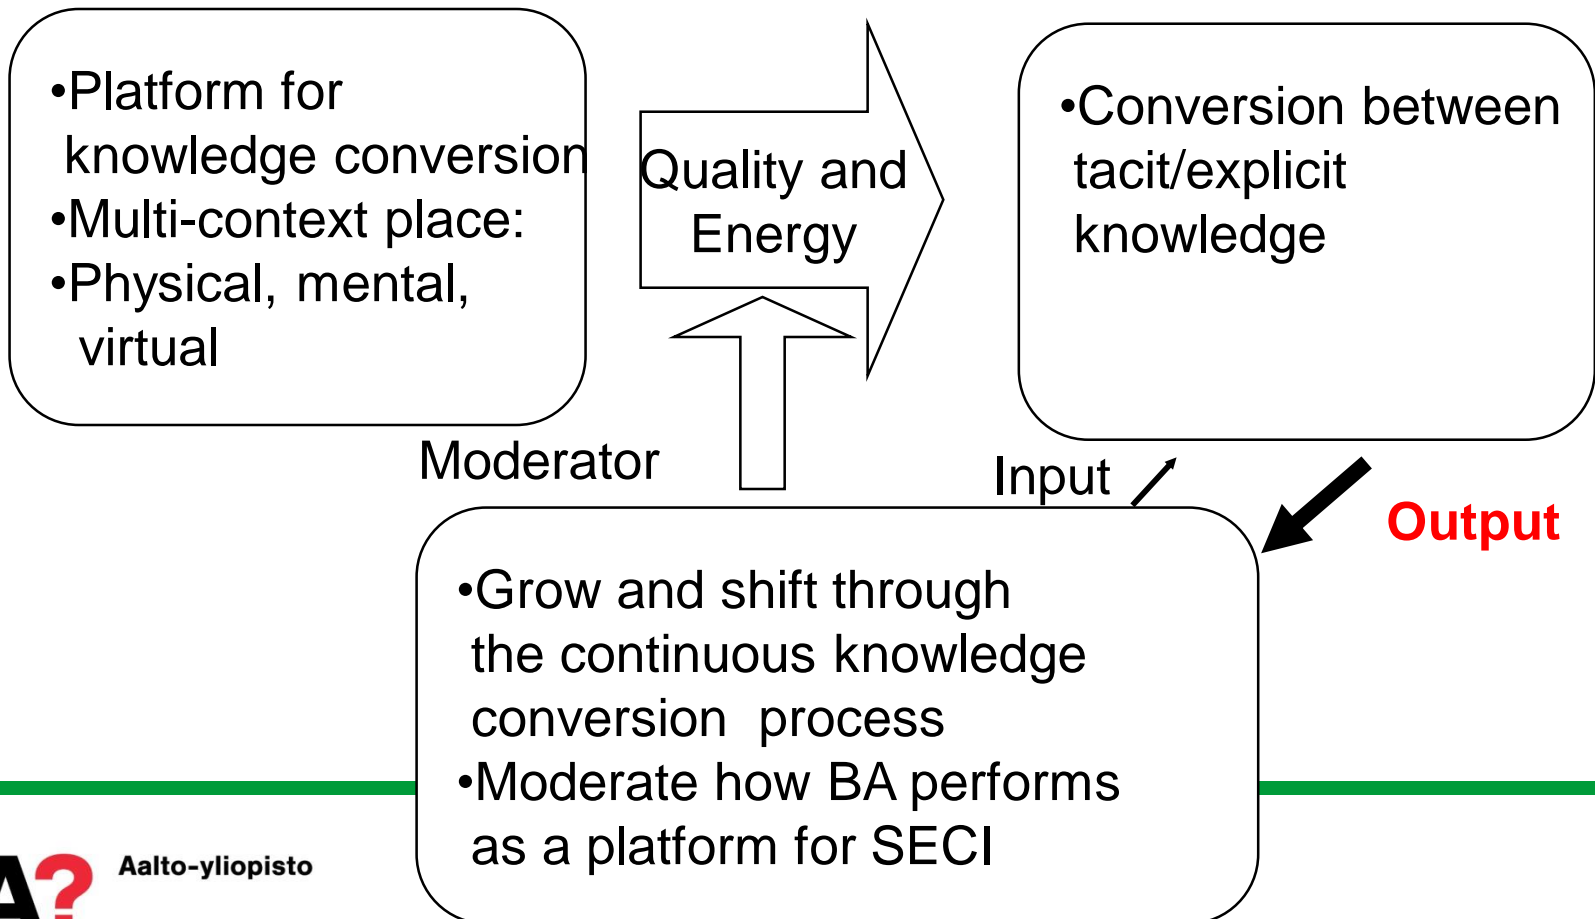 •Platform for
knowledge conversion
•Multi-context place:
•Physical, mental,
virtual
Quality and
Energy
•Conversion between
tacit/explicit
knowledge
Moderator
Input
Output
•Grow and shift through
the continuous knowledge
conversion process
•Moderate how BA performs
as a platform for SECI
A?
Aalto-yliopisto